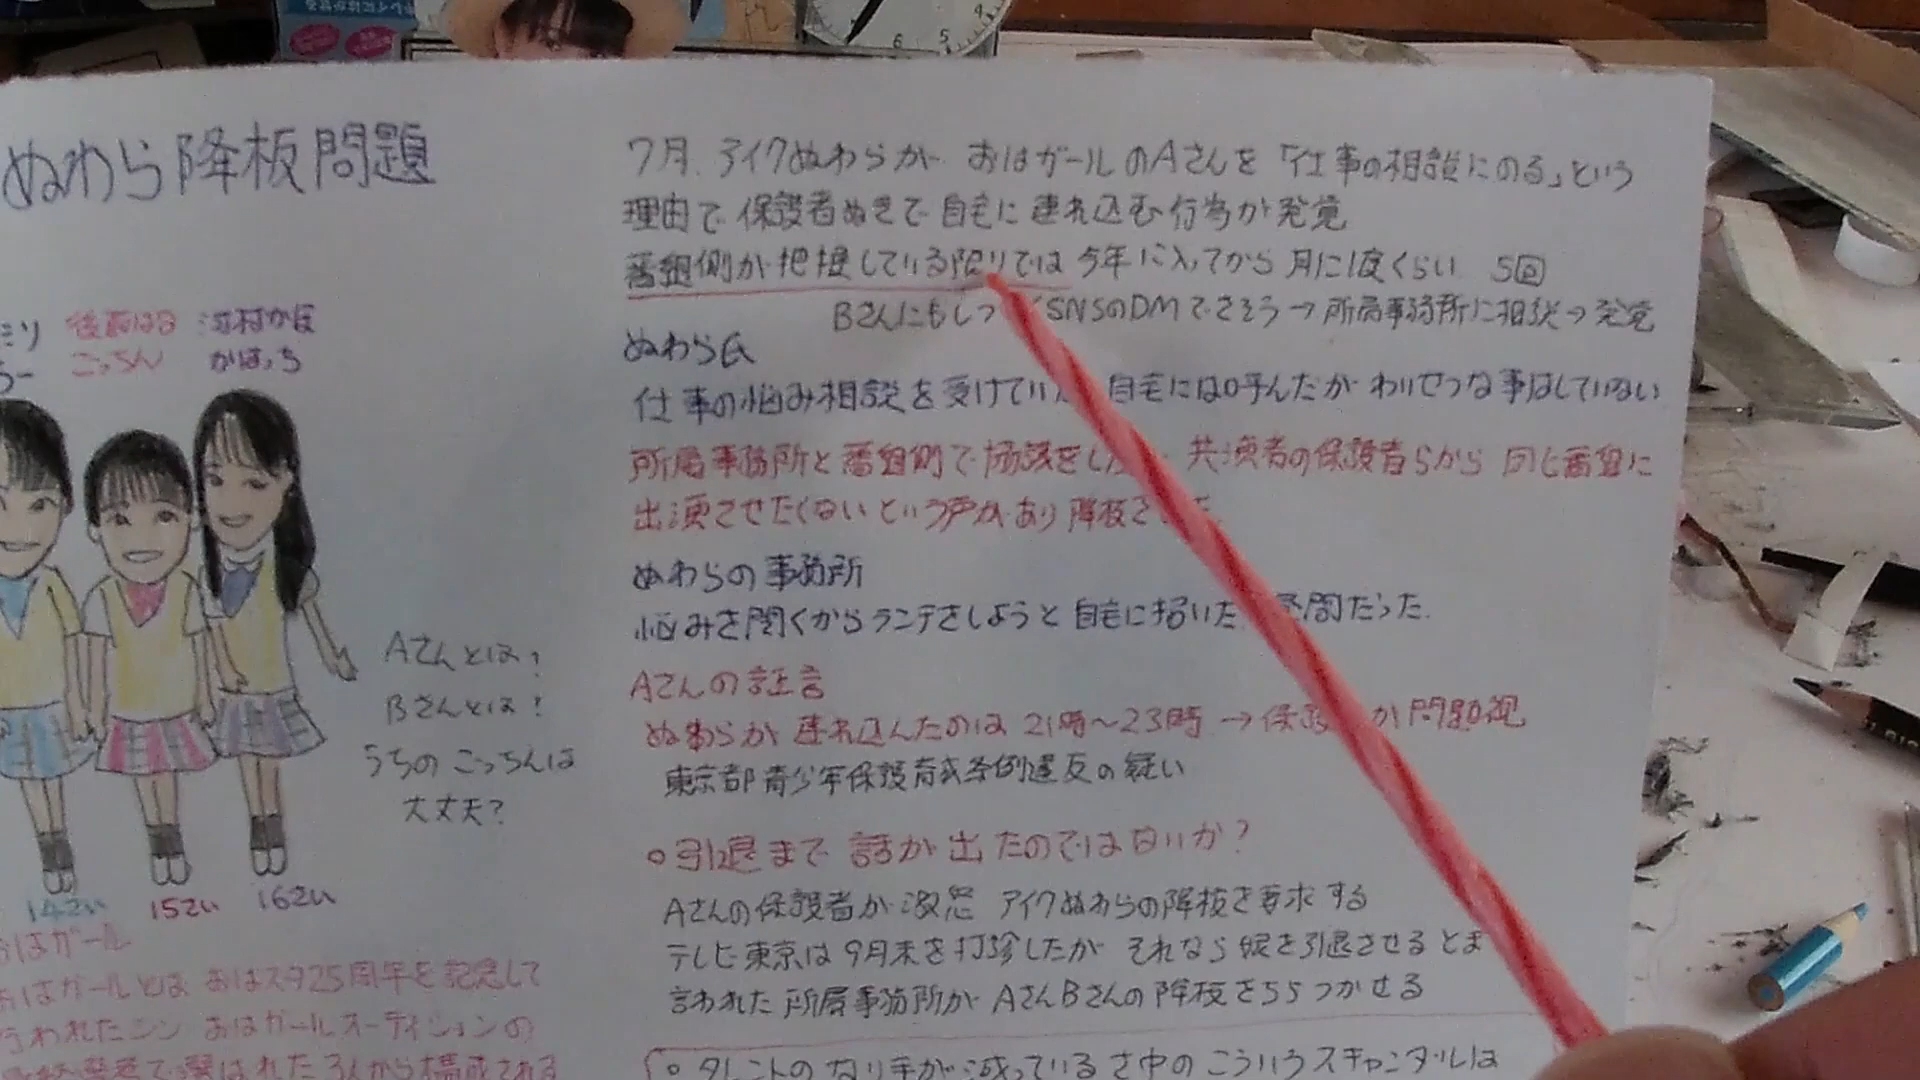 ぬわら降板問題
後藤は る 河村かほ
こっちん かほっち
Aさんとは?
Bさんとは?
うちの こっちんは
大丈夫?
14さい 15さい 162い
おはガール
おはガールとは おはスタ25周年を記念して
行われたシン おはガールオーディションの
で選ばれた3人から構成される
7月、アイクぬわらが おはガールのAさんを「仕事の相談にのる」という
理由で 保護者ぬきで 自宅に 連れ込む 行為が発覚
番組側が把握している限りでは 今年に入ってから 月に1度くらい 5回
Bさんにもしつ くSNSのDMでさそう→所属事務所に相談→発覚
ぬわら氏
仕事の悩み相談を受けてい 自宅には呼んだが わいせつな事はしていない
所属事務所と番組側で協議をした 共演者の保護者らから 同じ番組に
出演させたくないという声があり 降板さ
ぬわらの事務所
悩みを聞くからランチをしようと 自宅に招いた 昼間だった.
Aさんの証言
ぬわらが 連れ込んだのは 21時〜23時 → 保護 が問題視
東京都青少年保護育成条例違反の疑い
○引退まで 話が出たのではないか?
Aさんの保護者が激怒 アイクぬわらの降板を要求する
テレビ東京は9月末を打診したが それなら娘を引退させるとま
言われた所属事務所が AさんBさんの降板をちらつかせる
○タレントのなり手が減っているさ中のこういうスキャンダルは